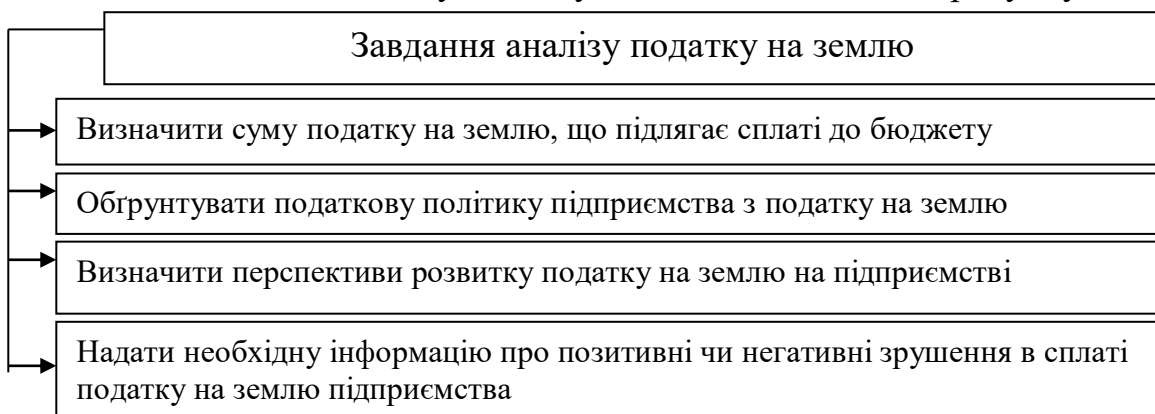 Завдання аналізу податку на землю
Визначити суму податку на землю, що підлягає сплаті до бюджету
Обґрунтувати податкову політику підприємства з податку на землю
Визначити перспективи розвитку податку на землю на підприємстві
Надати необхідну інформацію про позитивні чи негативні зрушення в сплаті
податку на землю підприємства